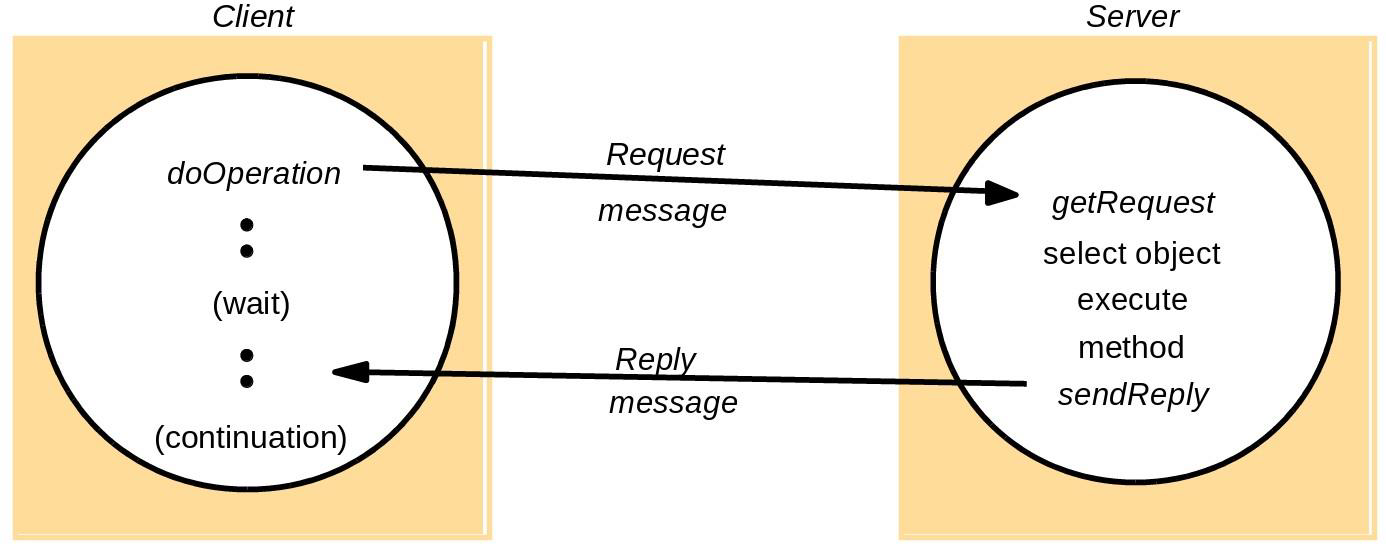 Client
doOperation
(wait)
(continuation)
Request
message
Reply
message
Server
getRequest
select object
execute
method
sendReply